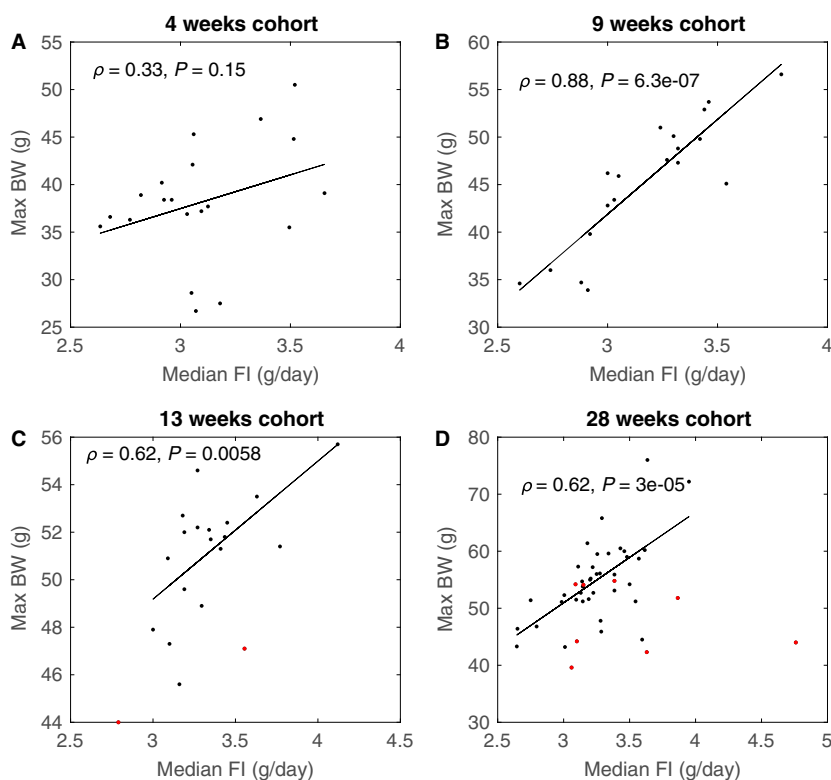 A
4 weeks cohort
ρ = 0.33, P = 0.15
Max BW (g)
55
50
45
40
35
30
25
2.5 3 3.5 4
Median FI (g/day)
B
9 weeks cohort
ρ = 0.88, P = 6.3e-07
Max BW (g)
60
55
50
45
40
35
30
2.5 3 3.5 4
Median FI (g/day)
C
13 weeks cohort
ρ = 0.62, P = 0.0058
Max BW (g)
56
54
52
50
48
46
44
2.5 3 3.5 4 4.5
Median FI (g/day)
D
28 weeks cohort
ρ = 0.62, P = 3e-05
Max BW (g)
80
70
60
50
40
30
2.5 3 3.5 4 4.5 5
Median FI (g/day)